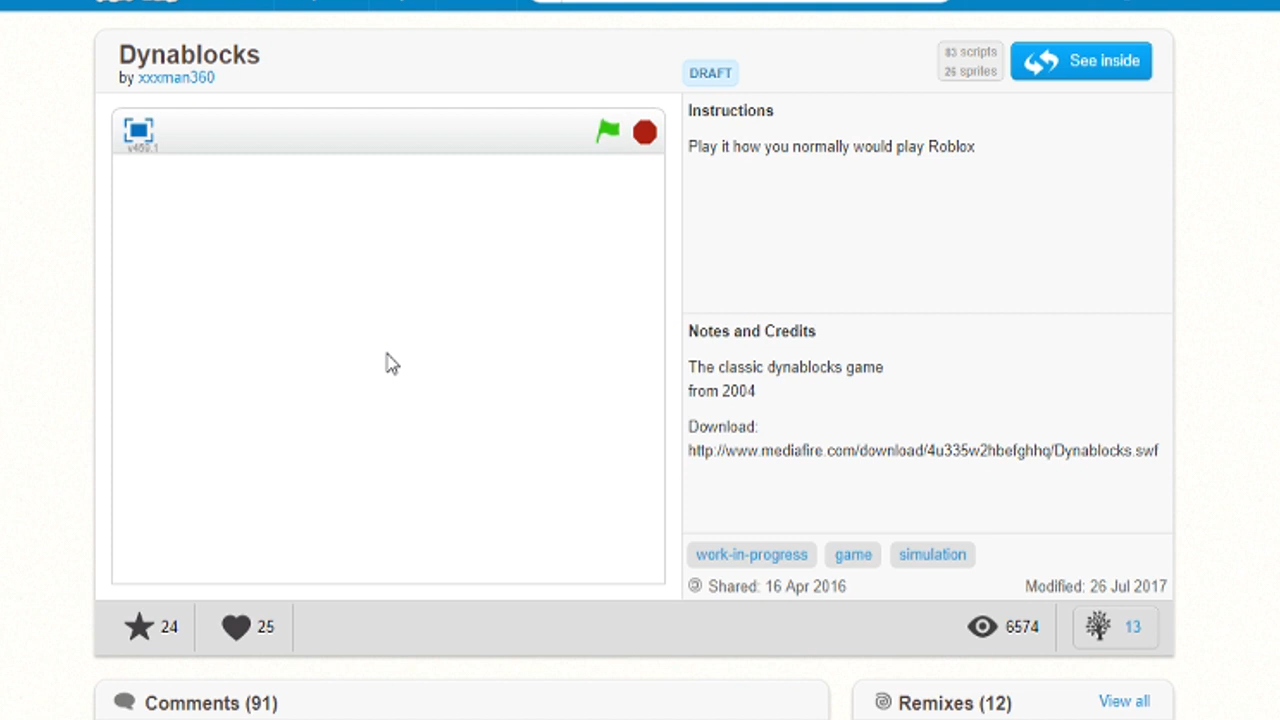 Dynablocks
by xxxman360
DRAFT
83 scripts
26 sprites
See inside
v459.1
Instructions
Play it how you normally would play Roblox
Notes and Credits
The classic dynablocks game
from 2004
Download:
http://www.mediafire.com/download/4u335w2hbefghhq/Dynablocks.swf
work-in-progress
game
simulation
Shared: 16 Apr 2016
Modified: 26 Jul 2017
24
25
6574
13
Comments (91)
Remixes (12)
View all